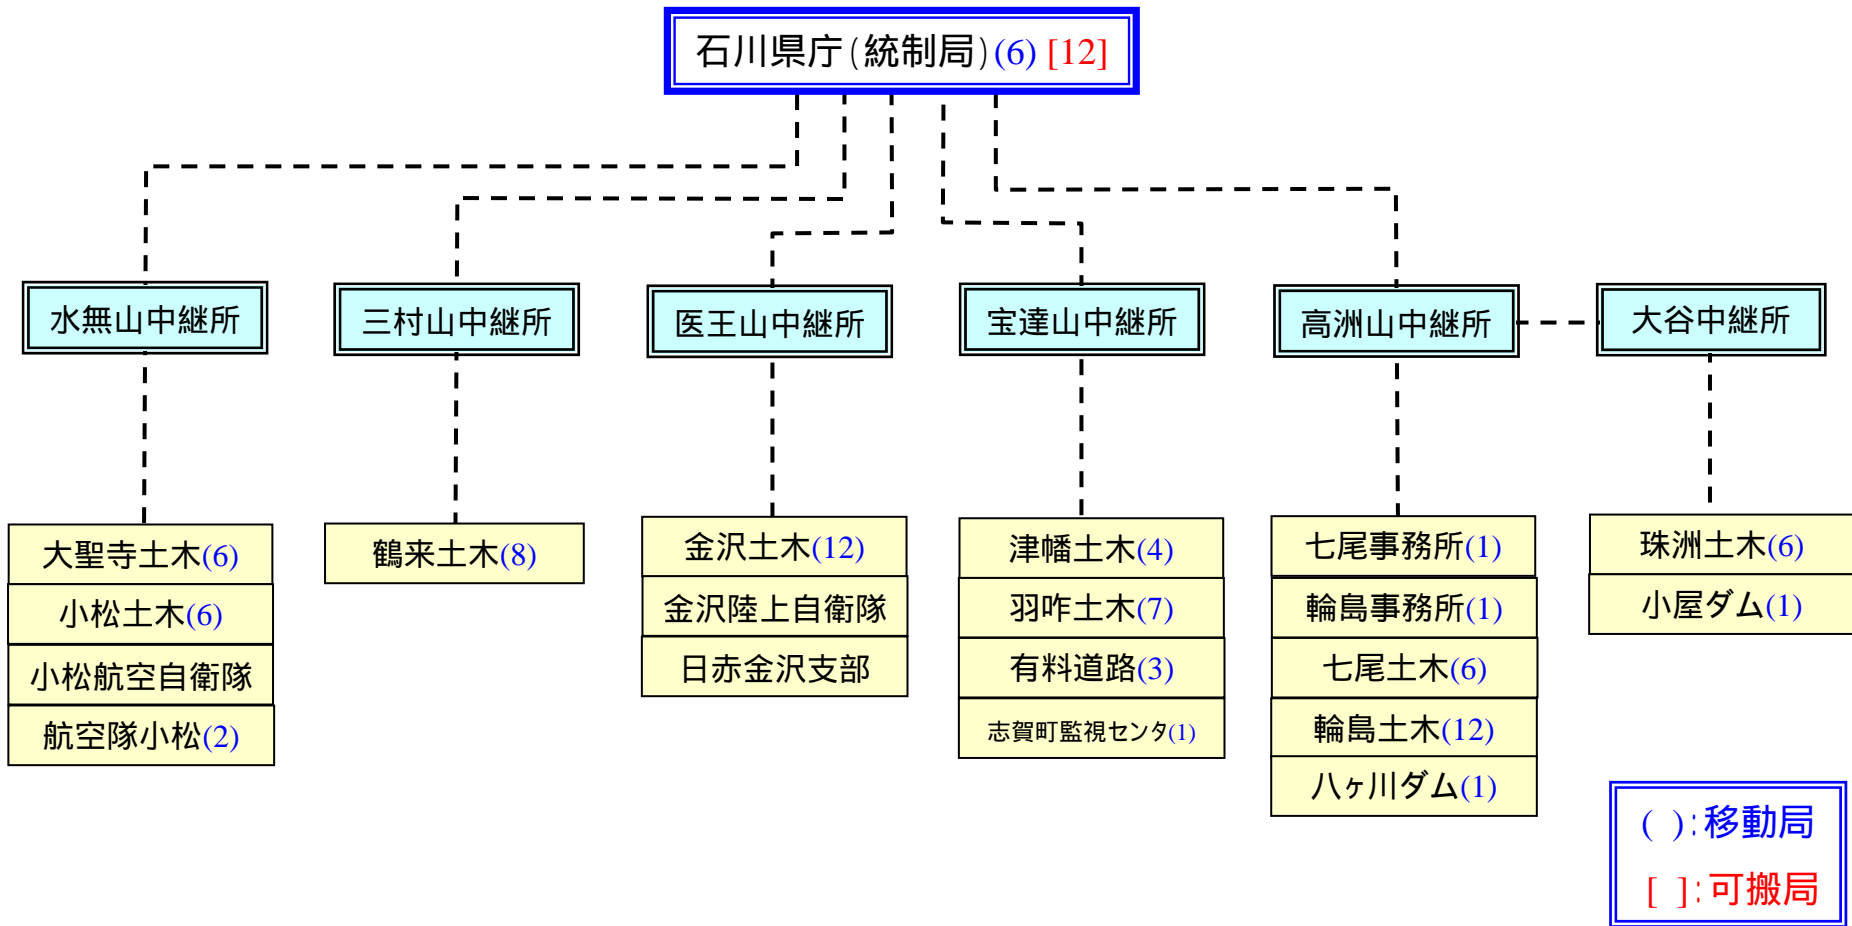 石川県庁(統制局)(6) [12]
水無山中継所
三村山中継所
医王山中継所
宝達山中継所
高洲山中継所
大谷中継所
大聖寺土木(6)
小松土木(6)
小松航空自衛隊
航空隊小松(2)
鶴来土木(8)
金沢土木(12)
金沢陸上自衛隊
日赤金沢支部
津幡土木(4)
羽咋土木(7)
有料道路(3)
志賀町監視センタ(1)
七尾事務所(1)
輪島事務所(1)
七尾土木(6)
輪島土木(12)
八ヶ川ダム(1)
珠洲土木(6)
小屋ダム(1)
( ):移動局
[ ]:可搬局